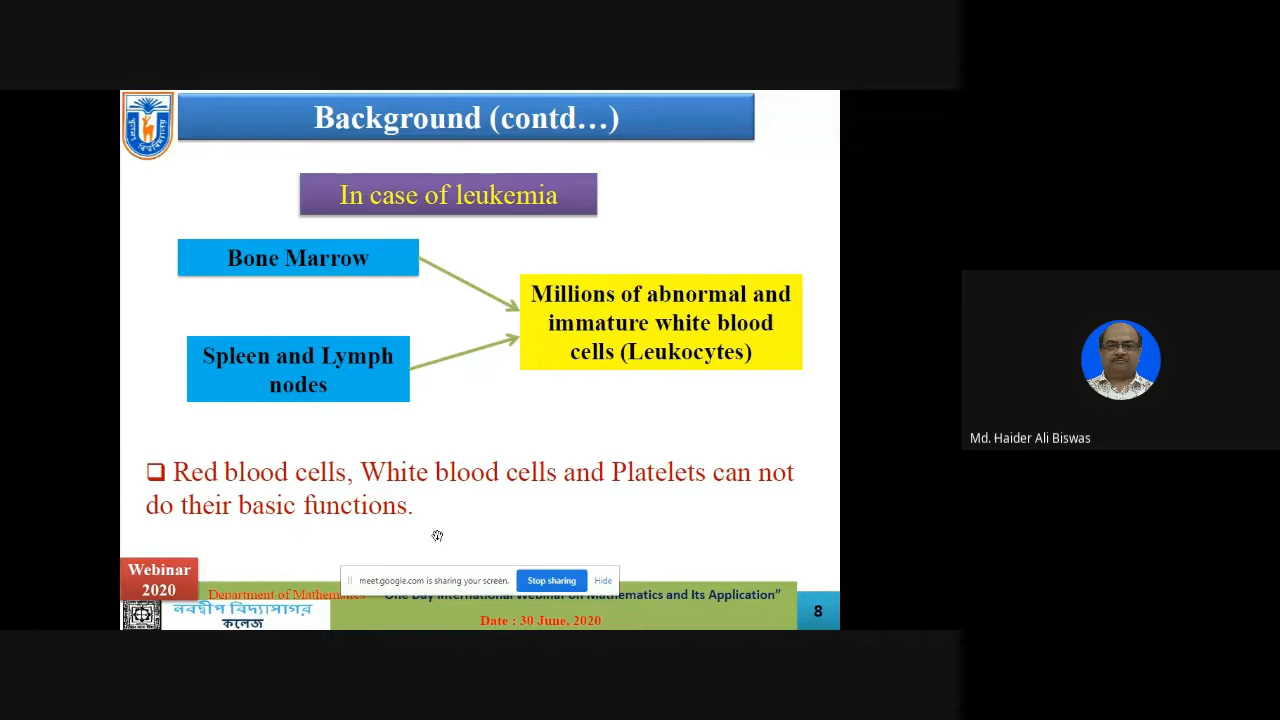 Background (contd…)
In case of leukemia
Bone Marrow
Millions of abnormal and
immature white blood
cells (Leukocytes)
Spleen and Lymph
nodes
❑ Red blood cells, White blood cells and Platelets can not
do their basic functions.
Md. Haider Ali Biswas
Webinar
2020
meet.google.com is sharing your screen.
Stop sharing
Hide
Department of Mathematics
One Day International Webinar on Mathematics and Its Application”
নবদ্বীপ বিদ্যাসাগর
কলেজ
Date : 30 June, 2020
8